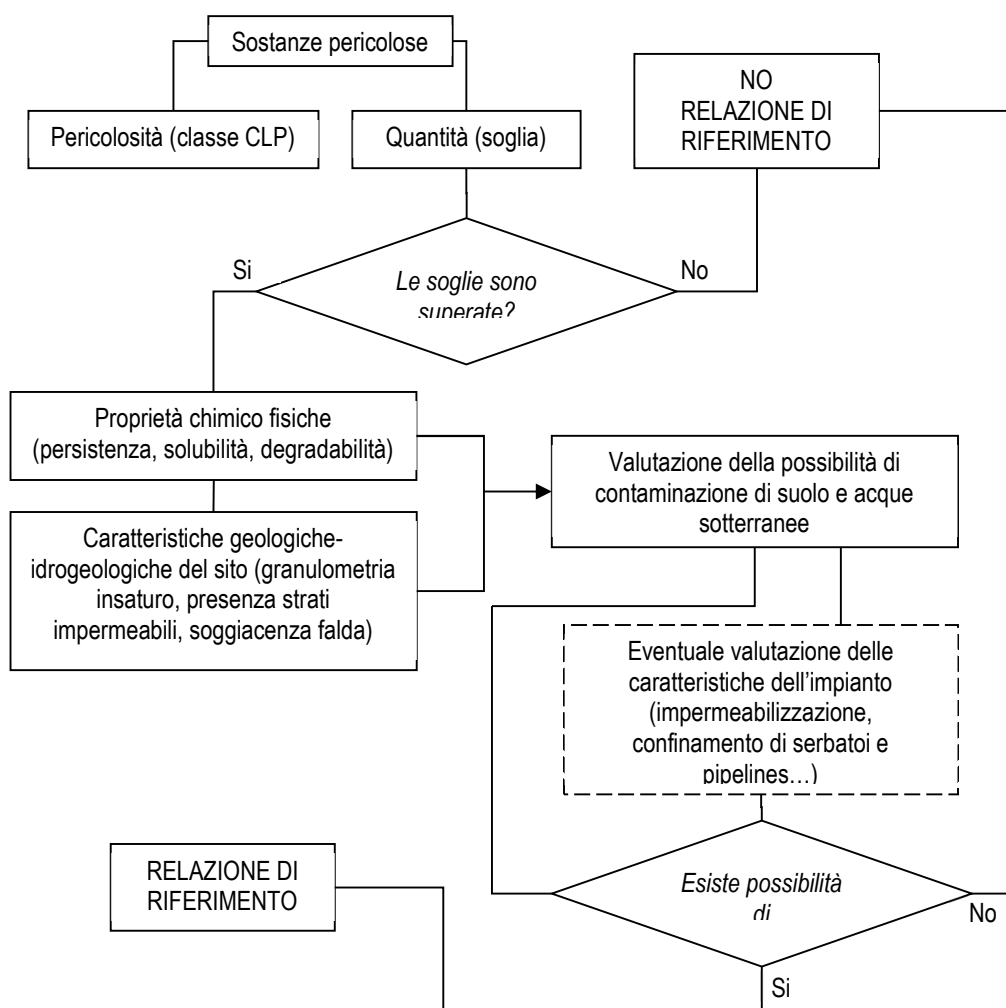 Sostanze pericolose
Pericolosità (classe CLP)
Quantità (soglia)
NO
RELAZIONE DI
RIFERIMENTO
Si
Le soglie sono
superate?
No
Proprietà chimico fisiche
(persistenza, solubilità, degradabilità)
Caratteristiche geologiche-
idrogeologiche del sito (granulometria
insaturo, presenza strati
impermeabili, soggiacenza falda)
Valutazione della possibilità di
contaminazione di suolo e acque
sotterranee
Eventuale valutazione delle
caratteristiche dell'impianto
(impermeabilizzazione,
confinamento di serbatoi e
pipelines…)
RELAZIONE DI
RIFERIMENTO
Esiste possibilità
di
No
Si